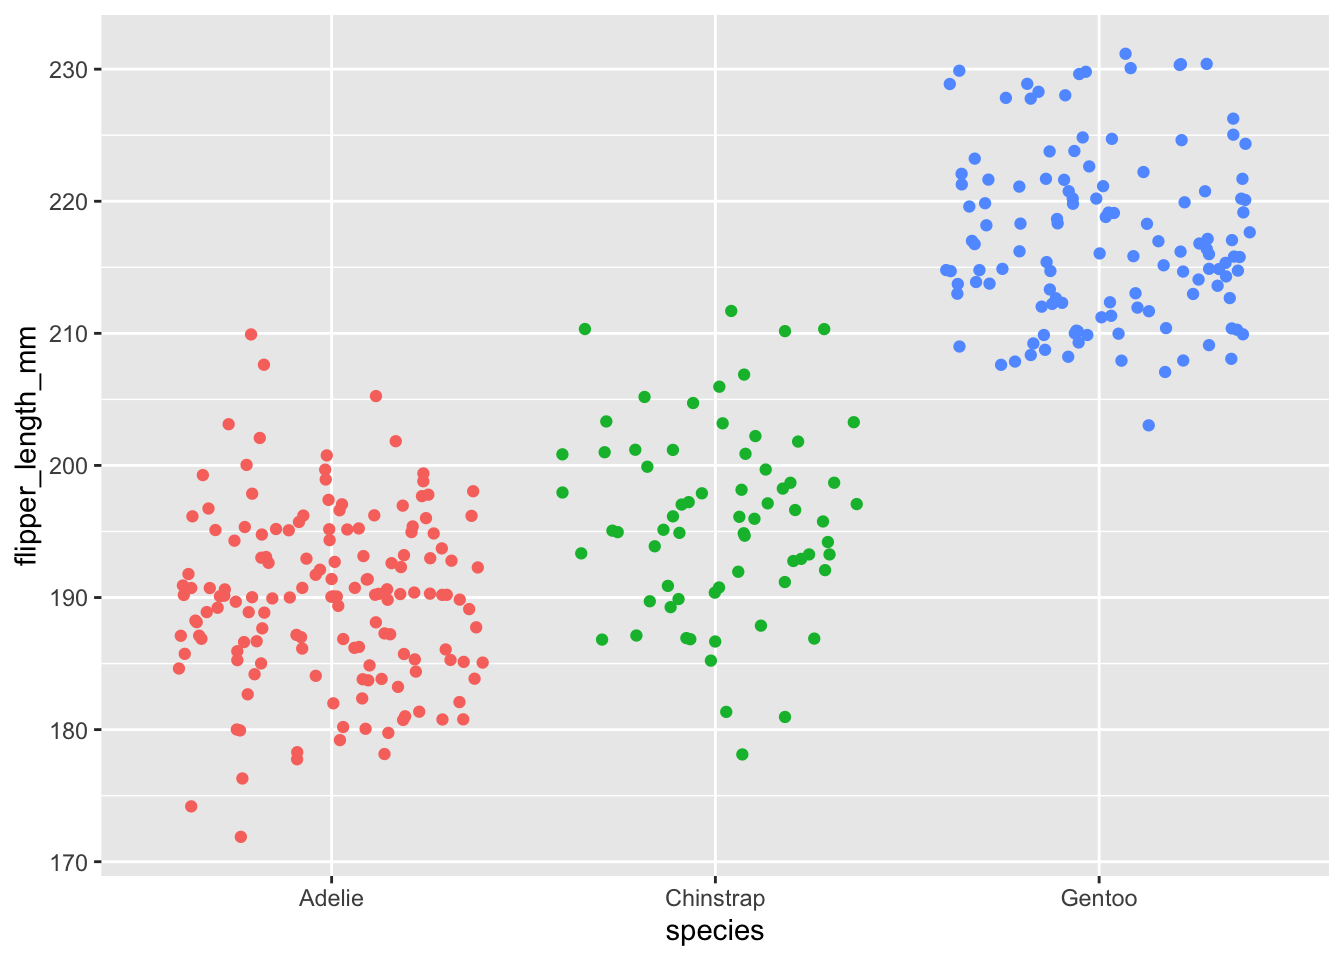 flipper_length_mm
230
220
210
200
190
180
170
Adelie
Chinstrap
Gentoo
species